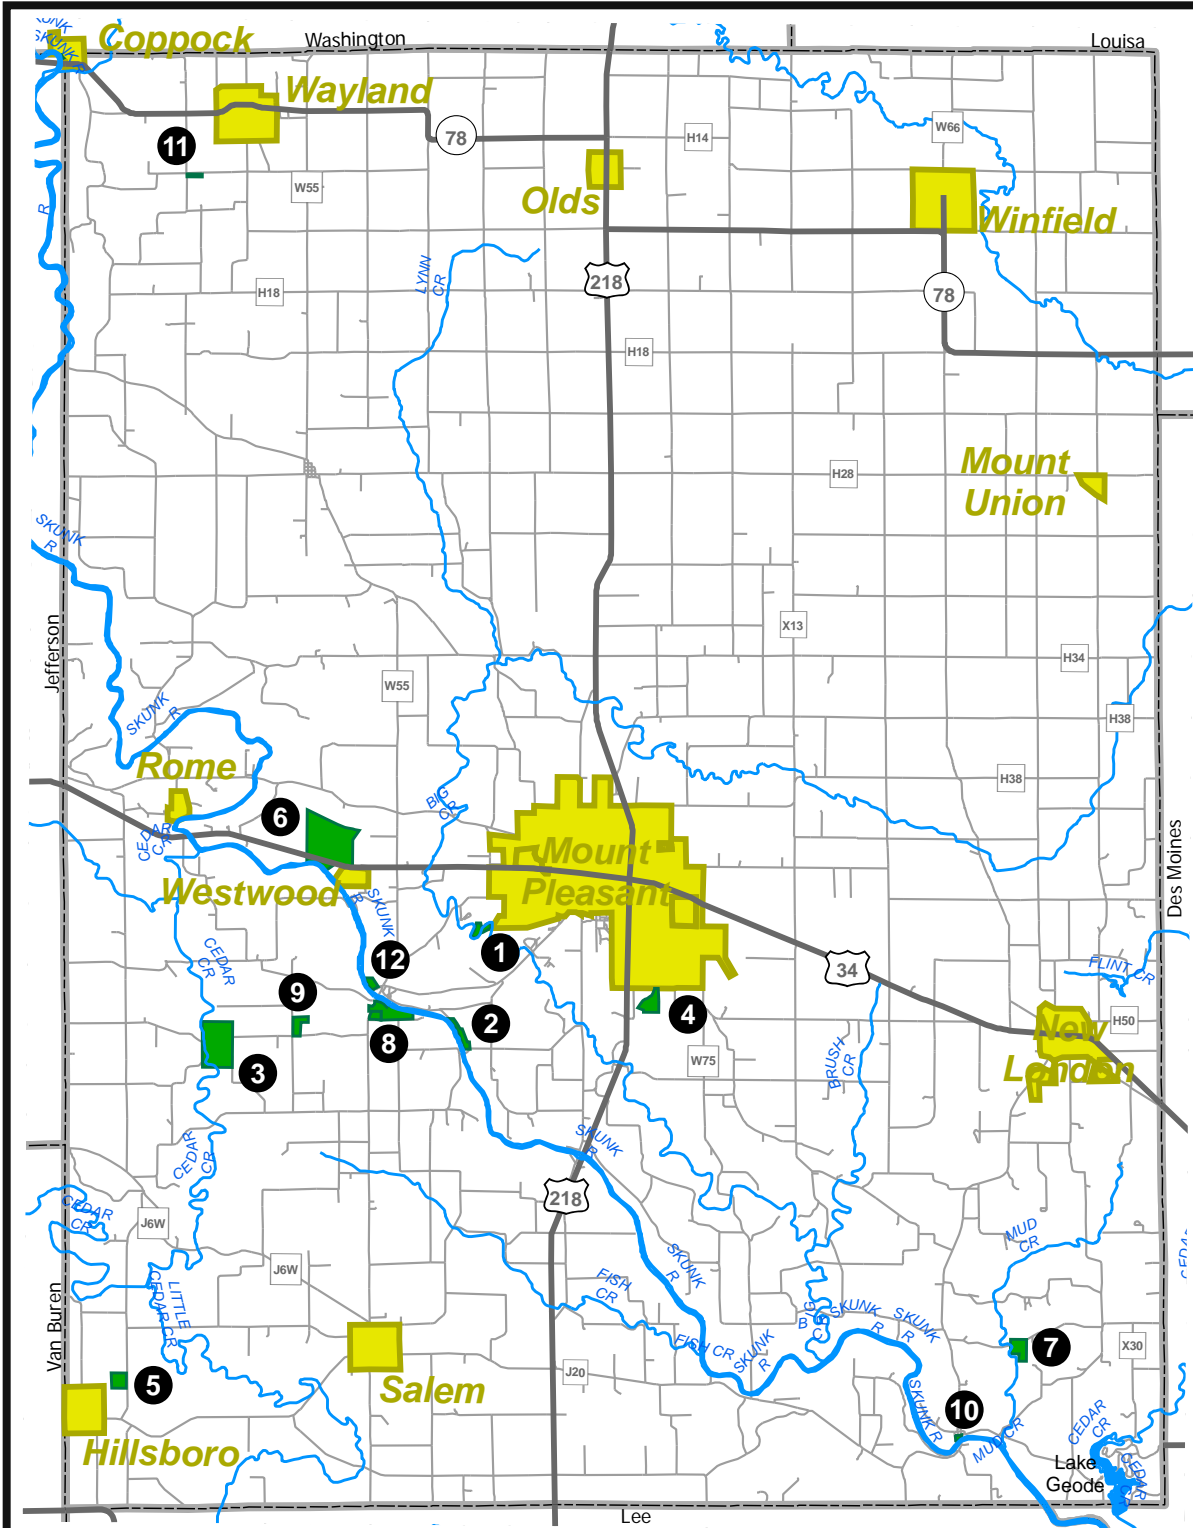 SKUNK
SKUNK R
Coppock
Washington
Louisa
Wayland
78
H14
W66
11
W55
Olds
Winfield
R
LYNN
CR
218
78
H18
H18
Mount
Union
H28
SKUNK
R
X13
Jefferson
H34
W55
SKUNK
R
H38
Rome
H38
6
BIG
CR
CEDAR
CR
Mount
Pleasant
Des Moines
Westwood
SKUNK
R
1
12
CEDAR
CR
34
FLINT CR
9
2
4
8
H50
New
London
3
W75
BRUSH
CR
SKUNK
R
CEDAR
CR
218
CEDAR
CR
J6W
J6W
MUD
CR
SKUNK
R
CEDAR
FISH
CR
LITTLE
CEDAR CR
Van Buren
BIG
CR
SKUNK
R
SKUNK
R
FISH CR
SKUNK
R
7
X30
J20
5
Salem
SKUNK R
10
CEDAR
CR
Hillsboro
MUD CR
Lake
Geode
CEDAR
CR
Lee